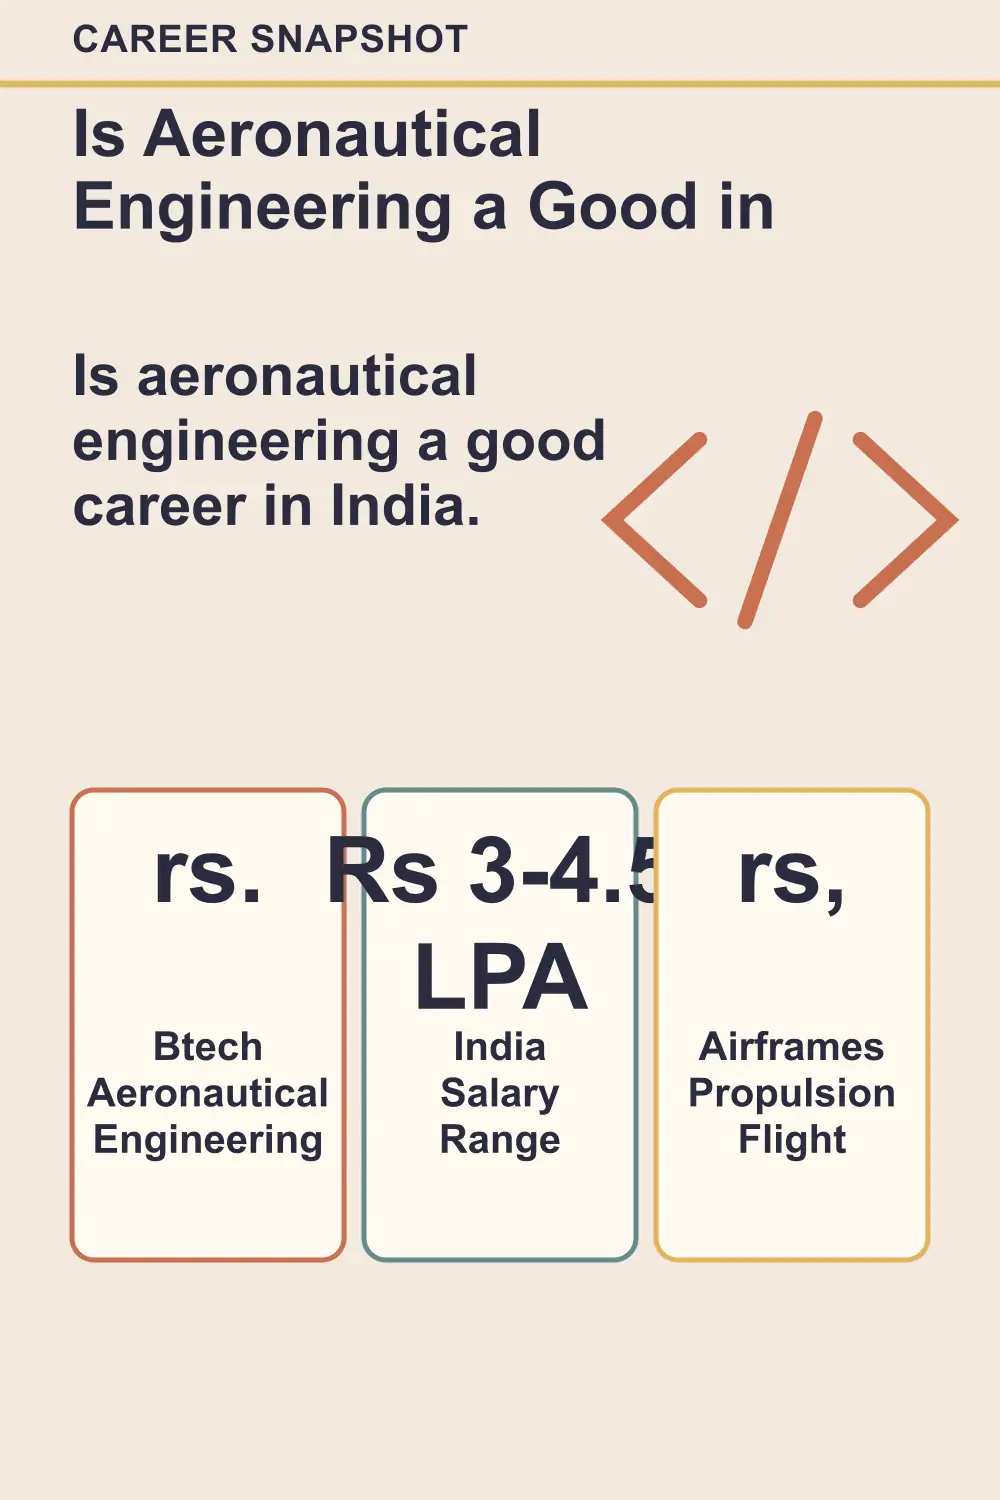 CAREER SNAPSHOT
Is Aeronautical
Engineering a Good in
Is aeronautical
engineering a good
career in India.
rs.
Btech
Aeronautical
Engineering
Rs 3-4.5
LPA
India
Salary
Range
rs,
Airframes
Propulsion
Flight